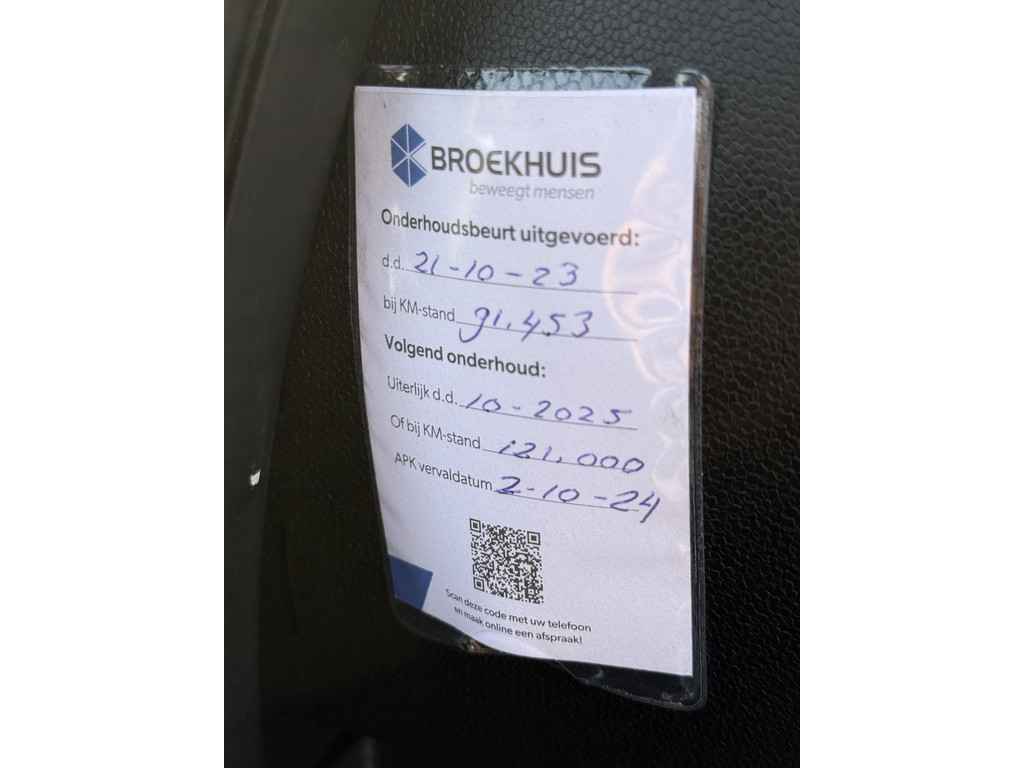 BROEKHUIS
beweegt mensen
Onderhoudsbeurt uitgevoerd:
d.d. 21-10-23
bij KM-stand 91.453
Volgend onderhoud:
Uiterlijk d.d. 10-2025
Of bij KM-stand 121.000
APK vervaldatum 2-10-24
Scan deze code met uw telefoon
en maak online een afspraak!